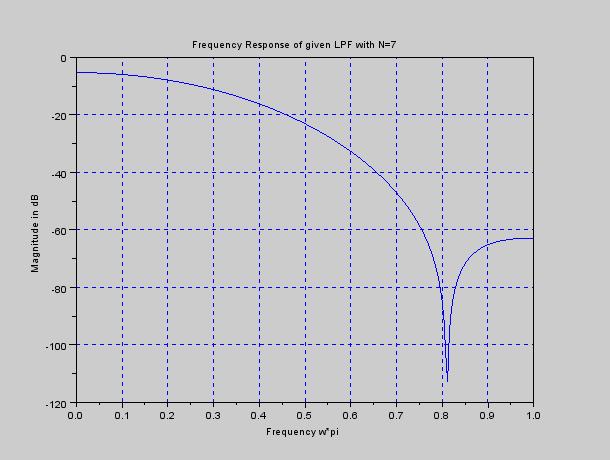 Frequency Response of given LPF with N=7
Magnitude in dB
0
-20
-40
-60
-80
-100
-120
0.0 0.1 0.2 0.3 0.4 0.5 0.6 0.7 0.8 0.9 1.0
Frequency w*pi